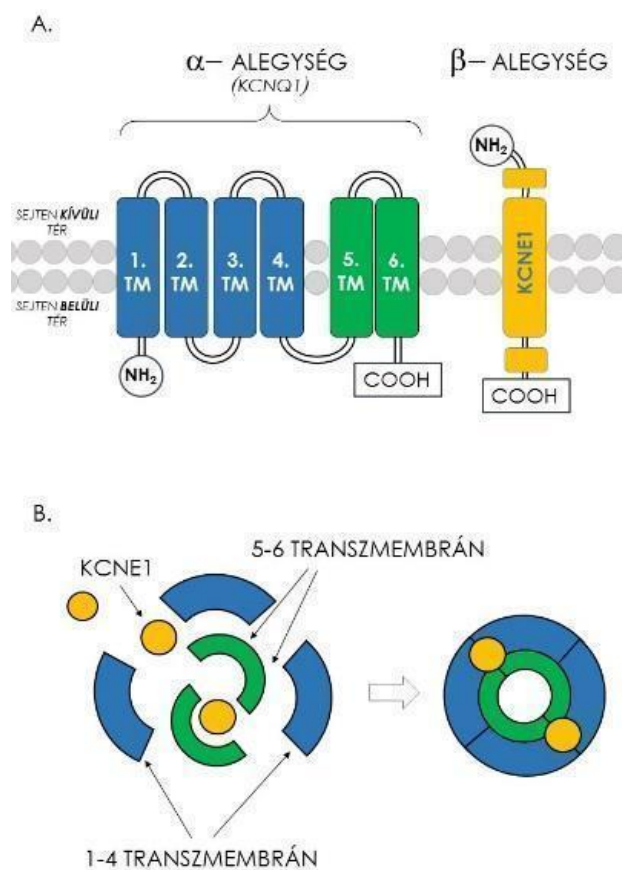 A.
α– ALEGYSÉG
(KCNQ1)
β– ALEGYSÉG
NH₂
SEJTEN KÍVÜLI
TÉR
SEJTEN BELÜLI
TÉR
1.
TM
2.
TM
3.
TM
4.
TM
5.
TM
6.
TM
KCNE1
NH₂
COOH
COOH
B.
5-6 TRANSZMEMBRÁN
KCNE1
1-4 TRANSZMEMBRÁN